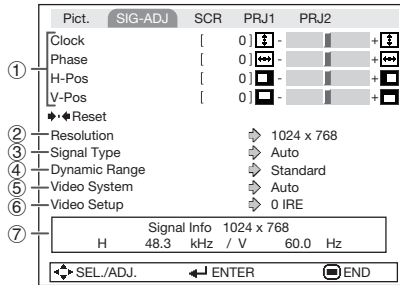 Pict. SIG-ADJ SCR PRJ1 PRJ2
Clock [ 0 ] - +
Phase [ 0 ] - +
H-Pos [ 0 ] - +
V-Pos [ 0 ] - +
Reset
① 
② Resolution 1024 x 768
③ Signal Type Auto
④ Dynamic Range Standard
⑤ Video System Auto
⑥ Video Setup 0 IRE
⑦ Signal Info 1024 x 768
H 48.3 kHz / V 60.0 Hz
SEL./ADJ. ENTER END